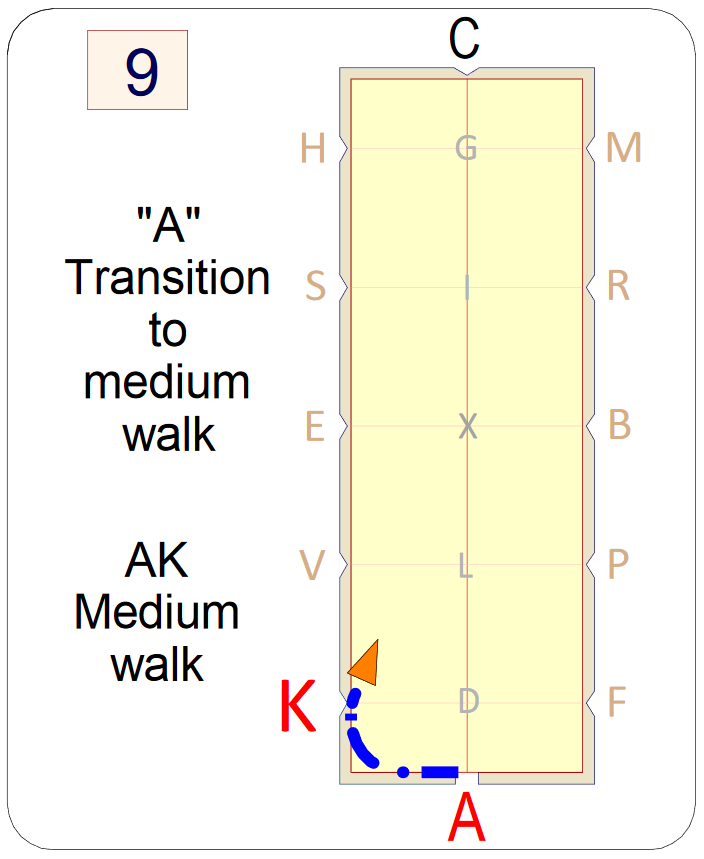 9
C
H G M
"A"
Transition
to
medium
walk
S I R
E X B
AK
Medium
walk
V L P
K D F
A